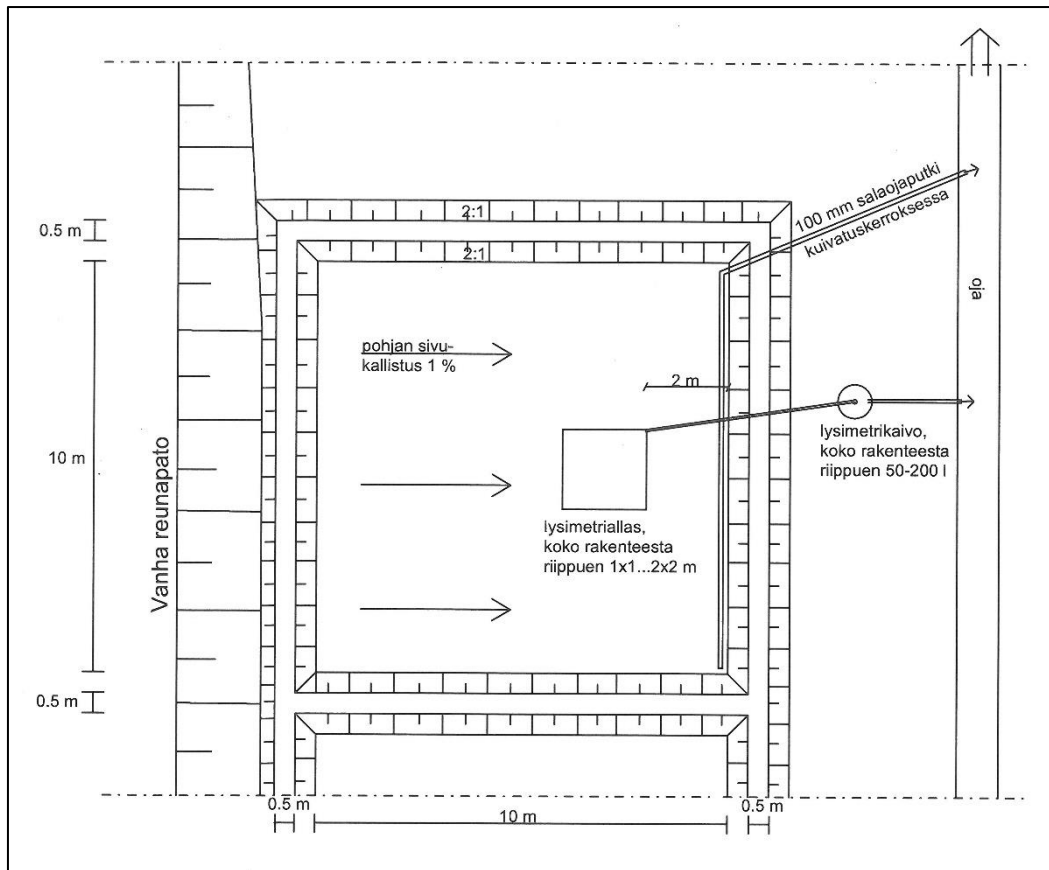 2:1
0.5 m
2:1
100 mm salaojaputki
kuivatuskerroksessa
oja
pohjan sivu-
kallistus 1 %
2 m
Vanha reunapato
10 m
lysimetrikaivo,
koko rakenteesta
riippuen 50-200 l
lysimetriallas,
koko rakenteesta
riippuen 1x1...2x2 m
0.5 m
0.5 m
10 m
0.5 m